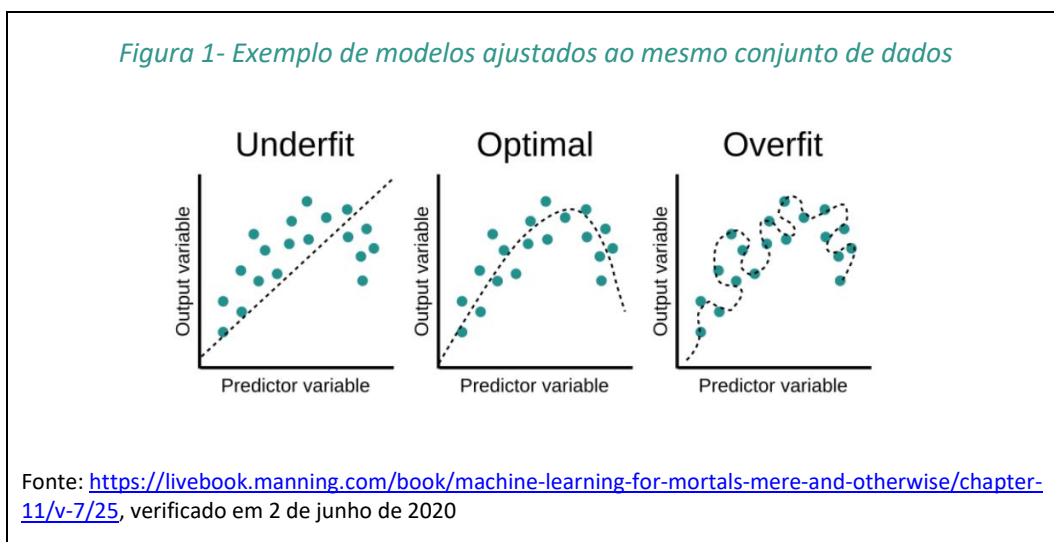 Figura 1- Exemplo de modelos ajustados ao mesmo conjunto de dados
Underfit
Output variable
Predictor variable
Optimal
Output variable
Predictor variable
Overfit
Output variable
Predictor variable
Fonte: https://livebook.manning.com/book/machine-learning-for-mortals-mere-and-otherwise/chapter-
11/v-7/25, verificado em 2 de junho de 2020